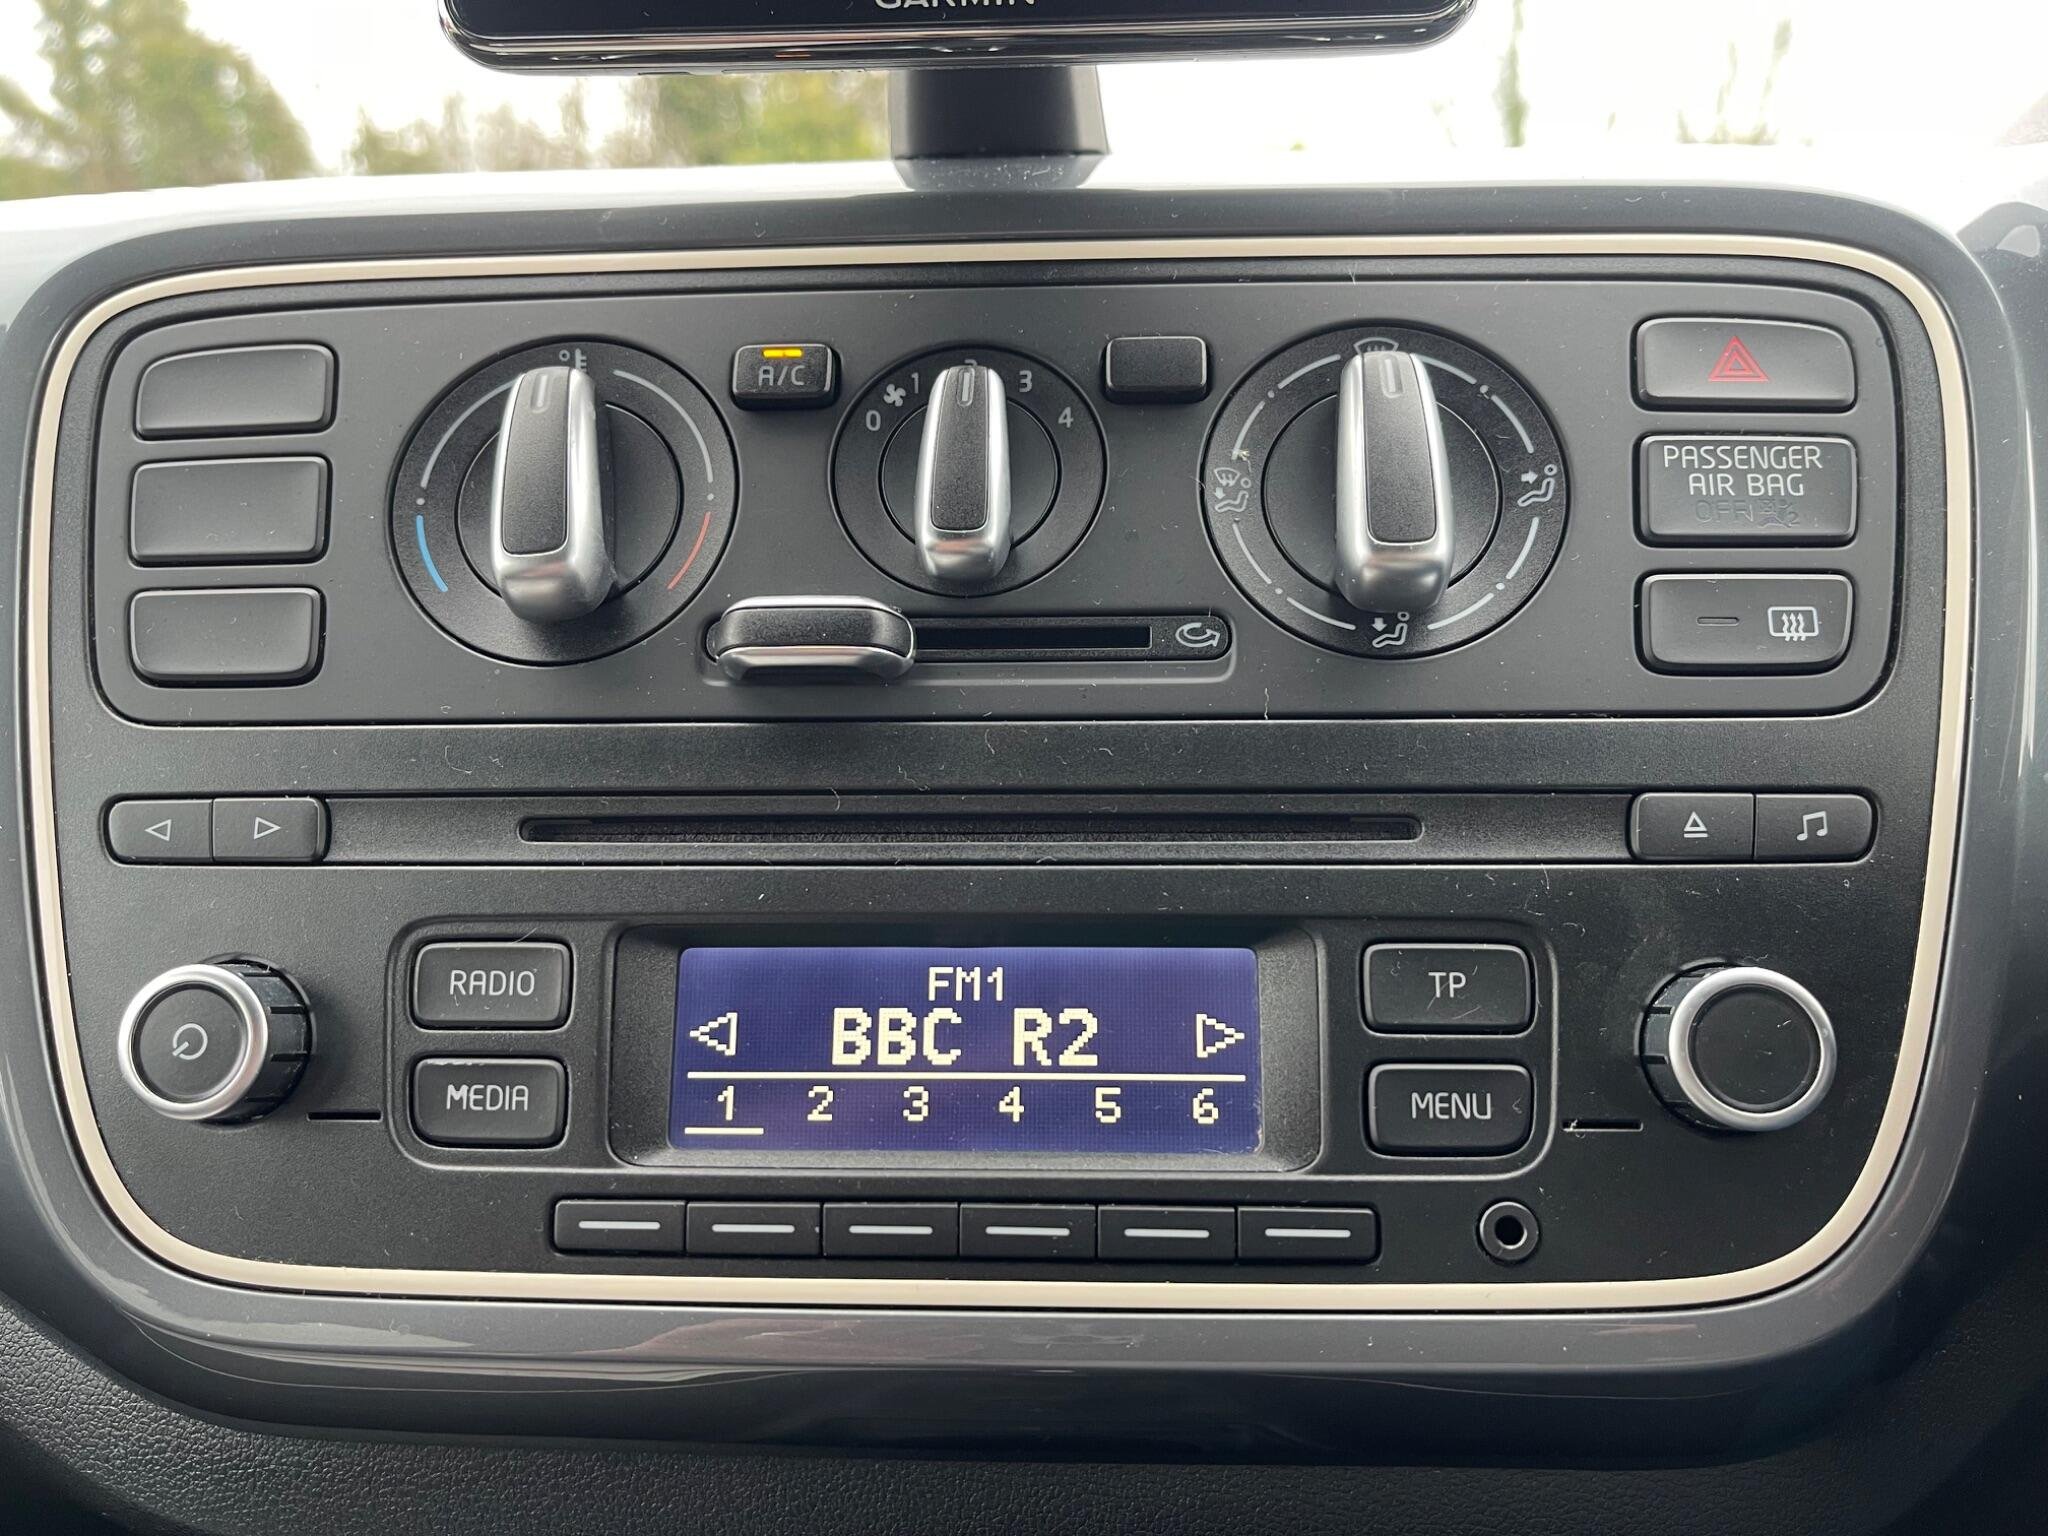 GARMIN
A/C
0 1 2 3 4
PASSENGER
AIR BAG
OFF
RADIO
MEDIA
FM1
BBC R2
1 2 3 4 5 6
TP
MENU